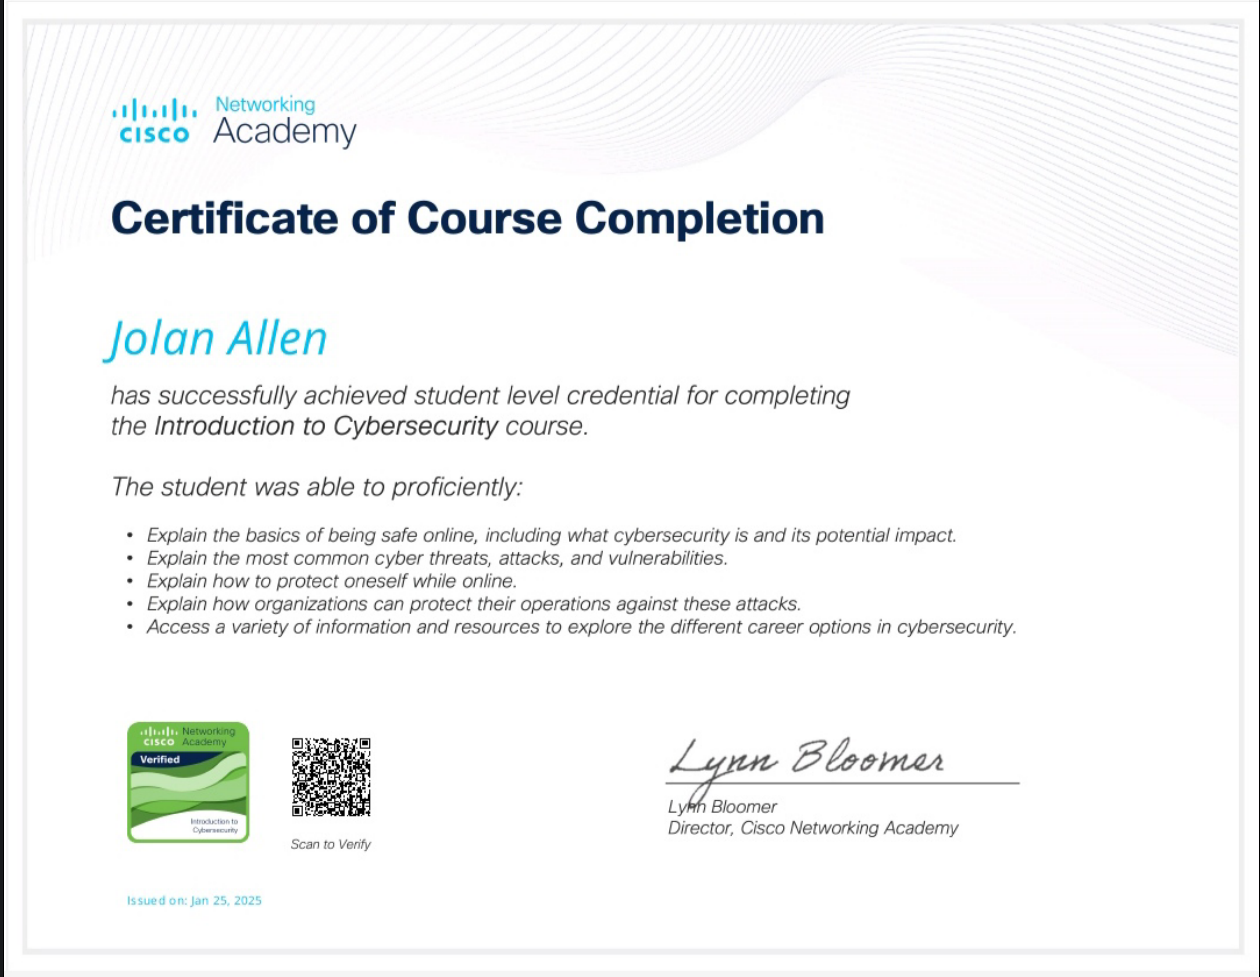 Networking
CISCO Academy
Certificate of Course Completion
Jolan Allen
has successfully achieved student level credential for completing
the Introduction to Cybersecurity course.
The student was able to proficiently:
• Explain the basics of being safe online, including what cybersecurity is and its potential impact.
• Explain the most common cyber threats, attacks, and vulnerabilities.
• Explain how to protect oneself while online.
• Explain how organizations can protect their operations against these attacks.
• Access a variety of information and resources to explore the different career options in cybersecurity.
Networking
CISCO Academy
Verified
Introduction to
Cybersecurity
Scan to Verify
Lynn Bloomer
Lynn Bloomer
Director, Cisco Networking Academy
Issued on: Jan 25, 2025